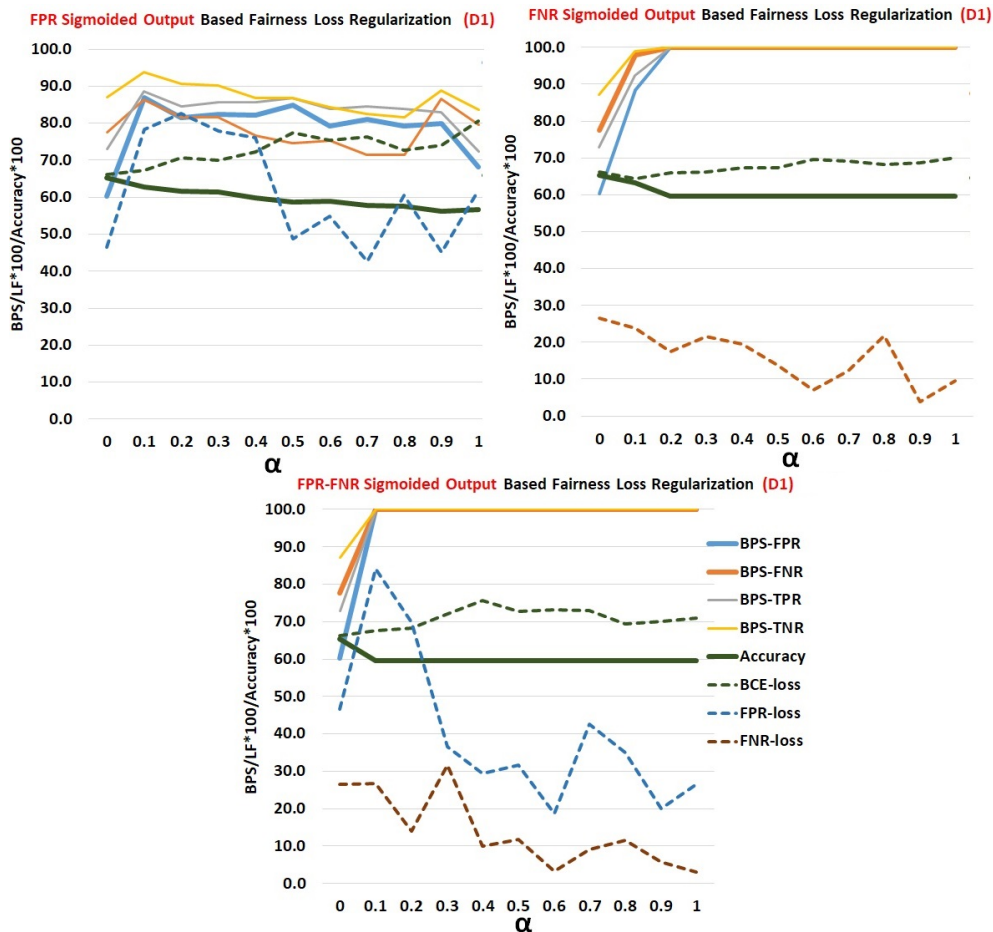 FPR Sigmoided Output Based Fairness Loss Regularization (D1)
BPS/LF*100/Accuracy*100
100.0
90.0
80.0
70.0
60.0
50.0
40.0
30.0
20.0
10.0
0.0
0 0.1 0.2 0.3 0.4 0.5 0.6 0.7 0.8 0.9 1
α
FNR Sigmoided Output Based Fairness Loss Regularization (D1)
BPS/LF*100/Accuracy*100
100.0
90.0
80.0
70.0
60.0
50.0
40.0
30.0
20.0
10.0
0.0
0 0.1 0.2 0.3 0.4 0.5 0.6 0.7 0.8 0.9 1
α
FPR-FNR Sigmoided Output Based Fairness Loss Regularization (D1)
BPS/LF*100/Accuracy*100
100.0
90.0
80.0
70.0
60.0
50.0
40.0
30.0
20.0
10.0
0.0
0 0.1 0.2 0.3 0.4 0.5 0.6 0.7 0.8 0.9 1
α
BPS-FPR
BPS-FNR
BPS-TPR
BPS-TNR
Accuracy
BCE-loss
FPR-loss
FNR-loss